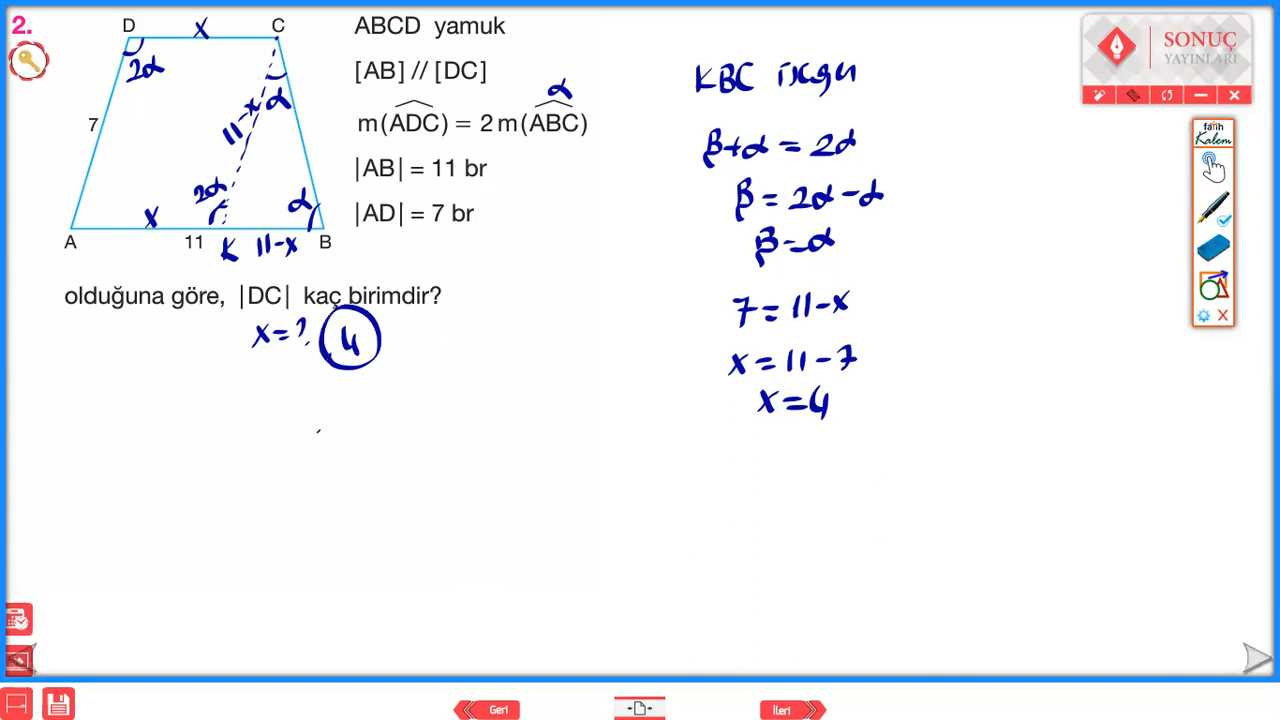 2.
D x C
2α
α
7
11-x
2α
α
x
A 11 K 11-x B
ABCD yamuk
[AB] // [DC]
α
m(ADC) = 2 m(ABC)
|AB| = 11 br
|AD| = 7 br
olduğuna göre, |DC| kaç birimdir?
x = ? 4
KBC üçgeni
β+α = 2α
β = 2α-α
β=α
7 = 11-x
x = 11-7
x=4
SONUÇ
YAYINLARI
fatih
Kalem
Geri
İleri